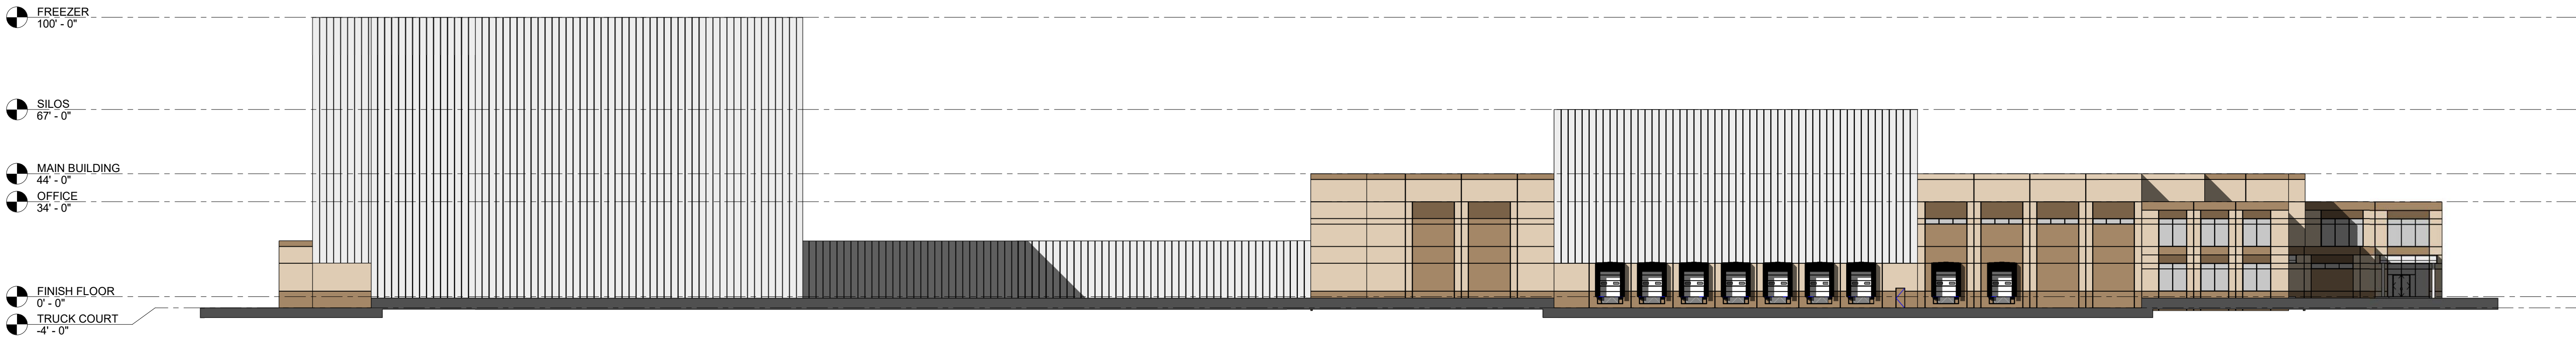 FREEZER
100' - 0"
SILOS
67' - 0"
MAIN BUILDING
44' - 0"
OFFICE
34' - 0"
FINISH FLOOR
0' - 0"
TRUCK COURT
-4' - 0"